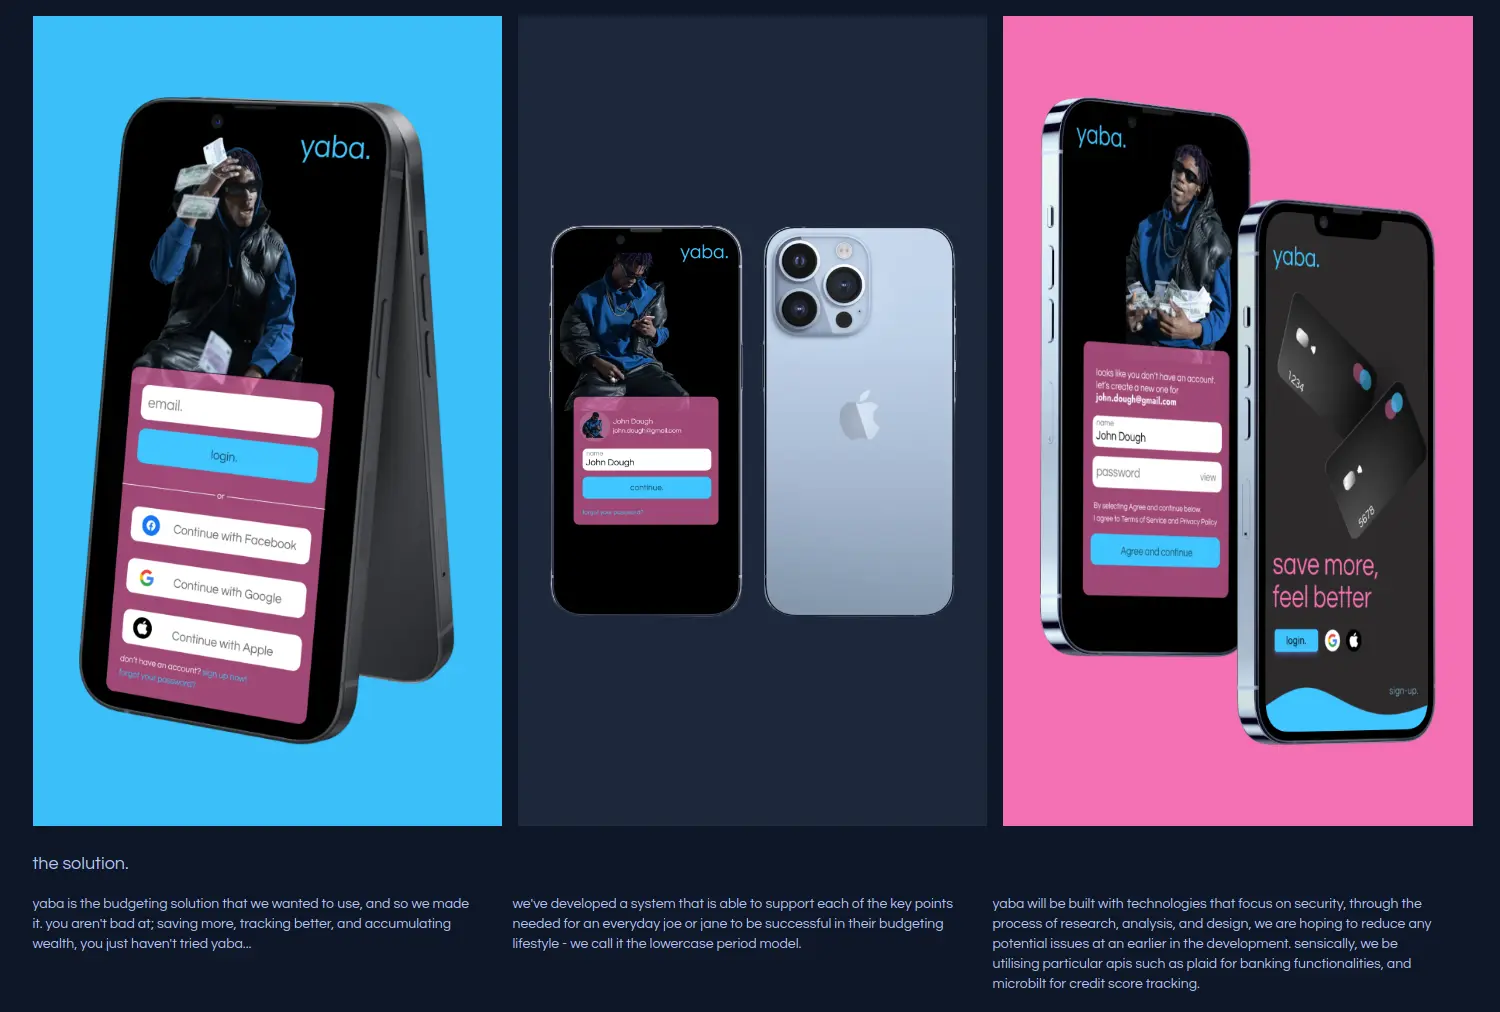 yaba.
email.
login.
or
Continue with Facebook
Continue with Google
Continue with Apple
don't have an account? sign up now!
forgot your password?
yaba.
John Dough
john.dough@gmail.com
name
John Dough
continue.
forgot your password?
yaba.
looks like you don't have an account.
let's create a new one for
john.dough@gmail.com
name
John Dough
password
view
By selecting Agree and continue below,
I agree to Terms of Service and Privacy Policy
Agree and continue
yaba.
1234
5678
save more,
feel better
login.
sign-up.
the solution.
yaba is the budgeting solution that we wanted to use, and so we made
it. you aren't bad at; saving more, tracking better, and accumulating
wealth, you just haven't tried yaba...
we've developed a system that is able to support each of the key points
needed for an everyday joe or jane to be successful in their budgeting
lifestyle - we call it the lowercase period model.
yaba will be built with technologies that focus on security, through the
process of research, analysis, and design, we are hoping to reduce any
potential issues at an earlier in the development. sensically, we be
utilising particular apis such as plaid for banking functionalities, and
microbilt for credit score tracking.